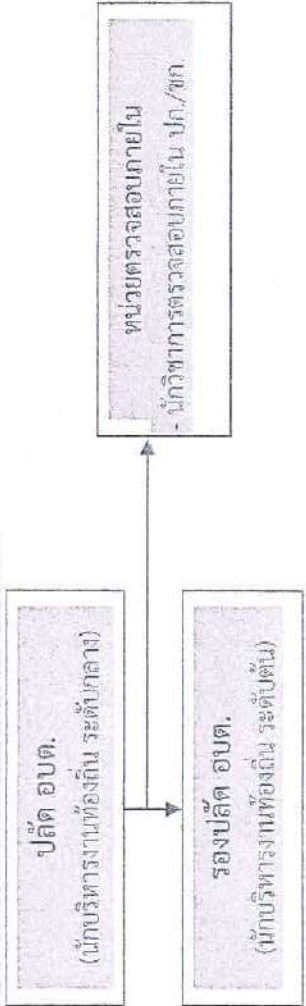 ปลัด อบต.
(นักบริหารงานท้องถิ่น ระดับกลาง)
รองปลัด อบต.
(นักบริหารงานท้องถิ่น ระดับต้น)
หน่วยตรวจสอบภายใน
- นักวิชาการตรวจสอบภายใน ปก./ชก.